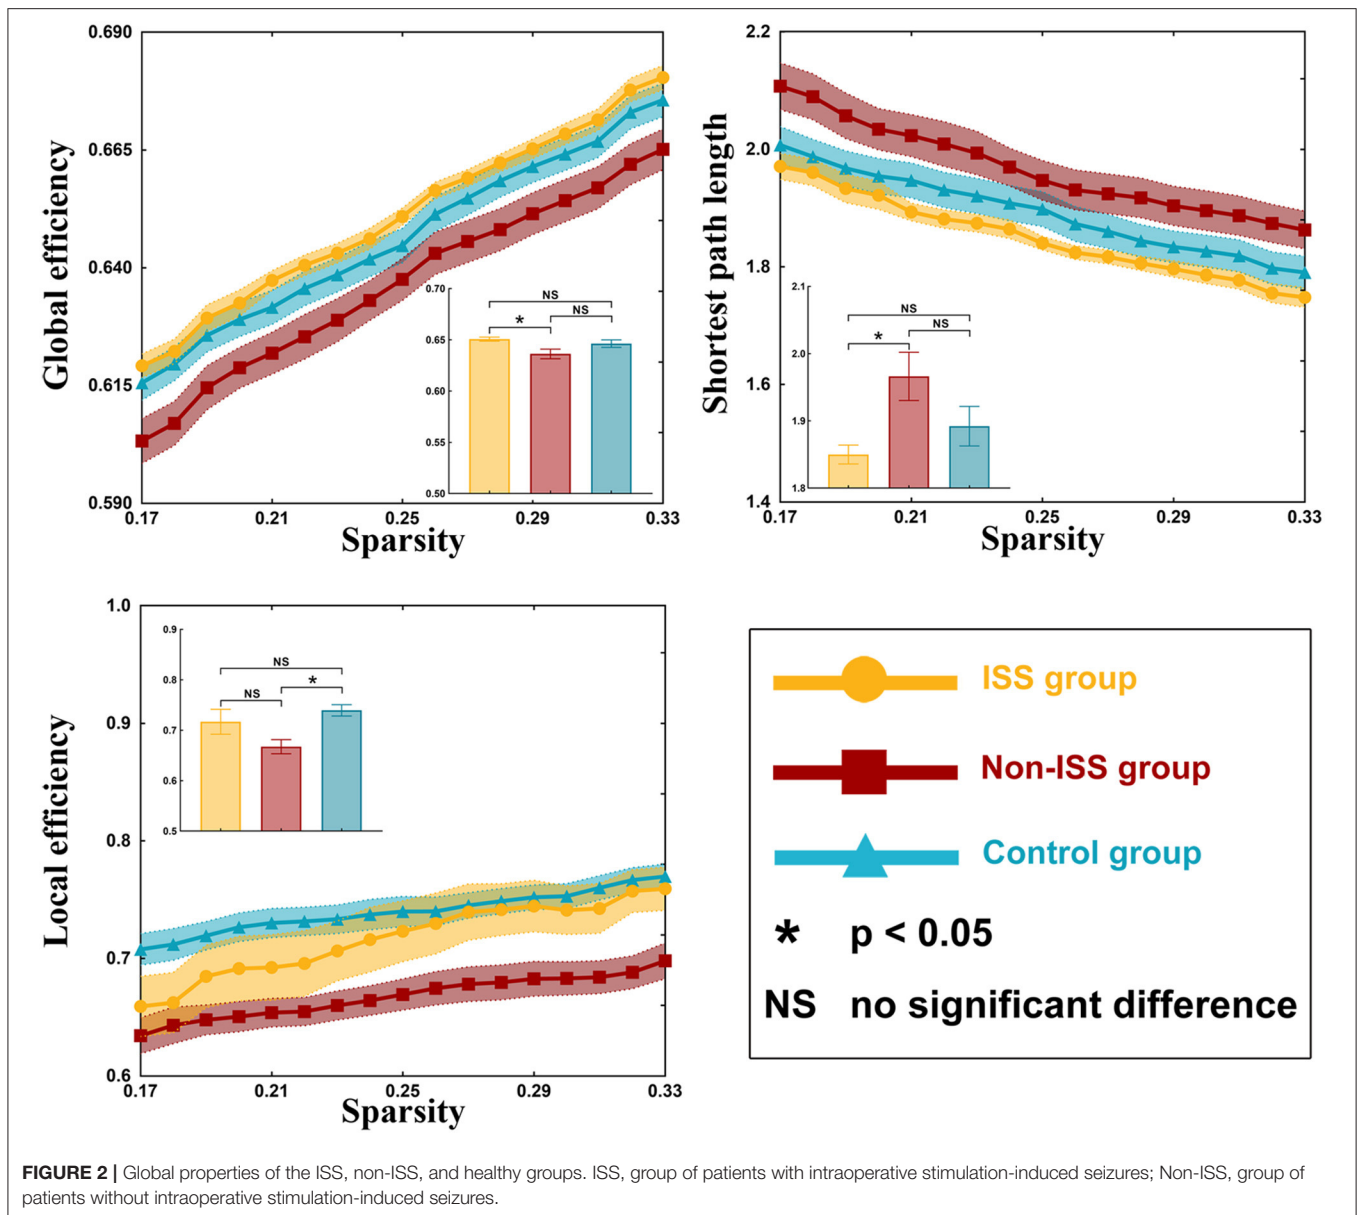 0.690
0.665
0.640
0.615
0.590
Global efficiency
0.17
0.21
0.25
0.29
0.33
Sparsity
0.70
0.65
0.60
0.55
0.50
NS
*
NS
2.2
2.0
1.8
1.6
1.4
Shortest path length
0.17
0.21
0.25
0.29
0.33
Sparsity
2.1
2.0
1.9
1.8
NS
*
NS
1.0
0.9
0.8
0.7
0.6
Local efficiency
0.17
0.21
0.25
0.29
0.33
Sparsity
0.9
0.8
0.7
0.6
0.5
NS
NS
*
ISS group
Non-ISS group
Control group
* p < 0.05
NS no significant difference
FIGURE 2 | Global properties of the ISS, non-ISS, and healthy groups. ISS, group of patients with intraoperative stimulation-induced seizures; Non-ISS, group of
patients without intraoperative stimulation-induced seizures.